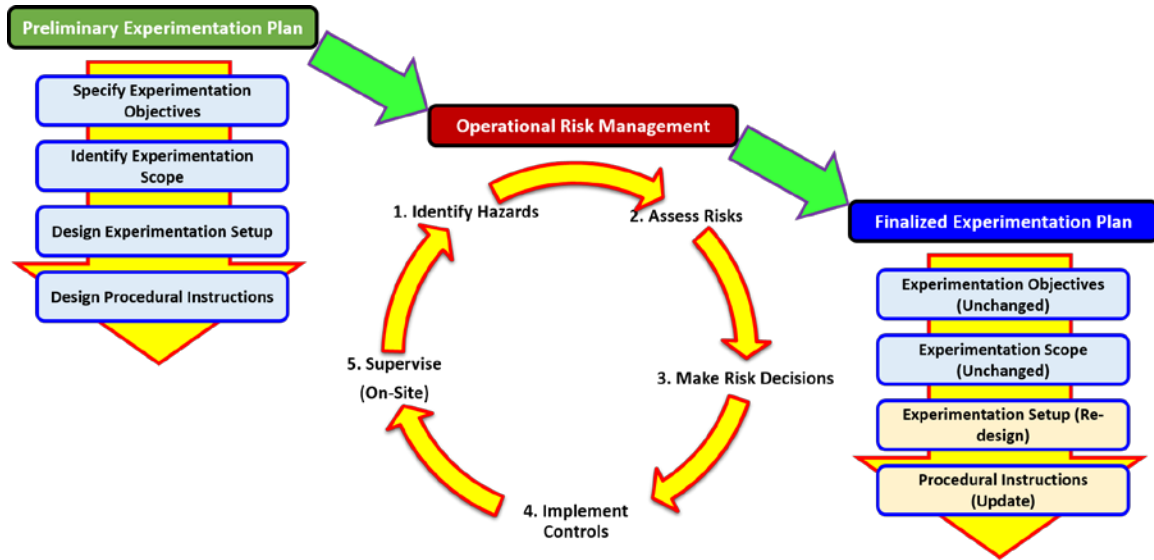 Preliminary Experimentation Plan
Specify Experimentation
Objectives
Identify Experimentation
Scope
Design Experimentation Setup
Design Procedural Instructions
Operational Risk Management
1. Identify Hazards
2. Assess Risks
3. Make Risk Decisions
4. Implement
Controls
5. Supervise
(On-Site)
Finalized Experimentation Plan
Experimentation Objectives
(Unchanged)
Experimentation Scope
(Unchanged)
Experimentation Setup (Re-
design)
Procedural Instructions
(Update)